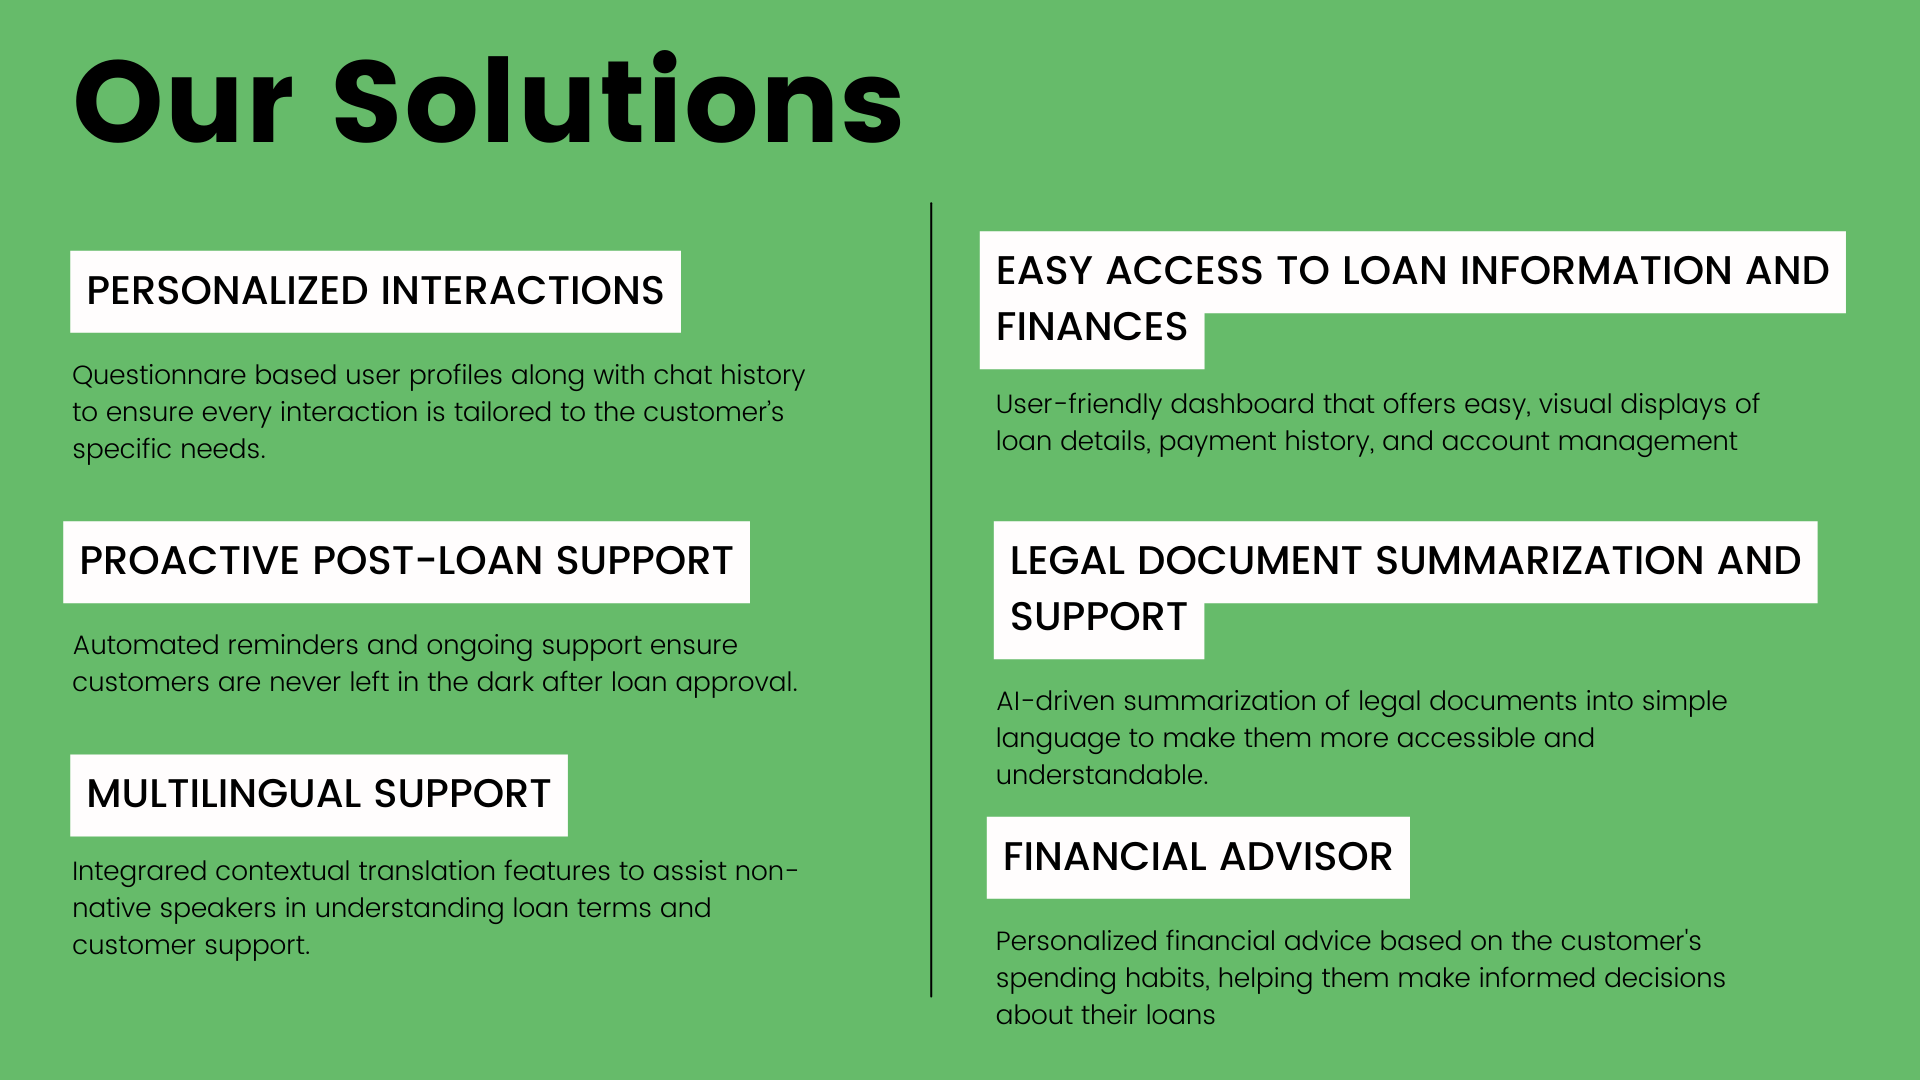 Our Solutions
PERSONALIZED INTERACTIONS
Questionnare based user profiles along with chat history
to ensure every interaction is tailored to the customer’s
specific needs.
PROACTIVE POST-LOAN SUPPORT
Automated reminders and ongoing support ensure
customers are never left in the dark after loan approval.
MULTILINGUAL SUPPORT
Integrared contextual translation features to assist non-
native speakers in understanding loan terms and
customer support.
EASY ACCESS TO LOAN INFORMATION AND
FINANCES
User-friendly dashboard that offers easy, visual displays of
loan details, payment history, and account management
LEGAL DOCUMENT SUMMARIZATION AND
SUPPORT
AI-driven summarization of legal documents into simple
language to make them more accessible and
understandable.
FINANCIAL ADVISOR
Personalized financial advice based on the customer's
spending habits, helping them make informed decisions
about their loans